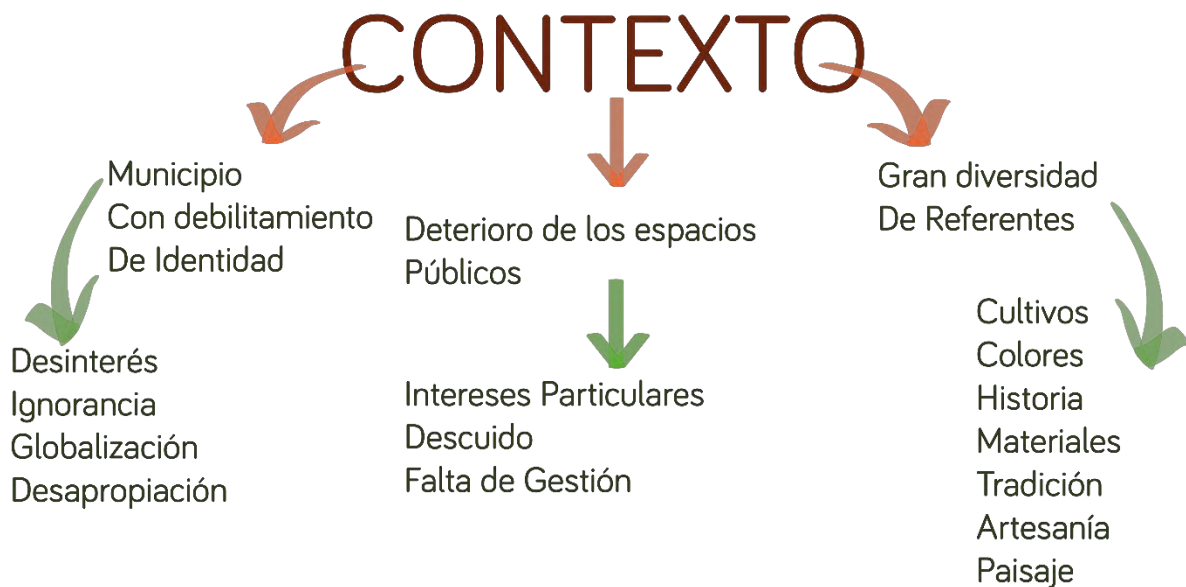 CONTEXTO
Municipio
Con debilitamiento
De Identidad
Desinterés
Ignorancia
Globalización
Desapropiación
Deterioro de los espacios
Públicos
Intereses Particulares
Descuido
Falta de Gestión
Gran diversidad
De Referentes
Cultivos
Colores
Historia
Materiales
Tradición
Artesanía
Paisaje